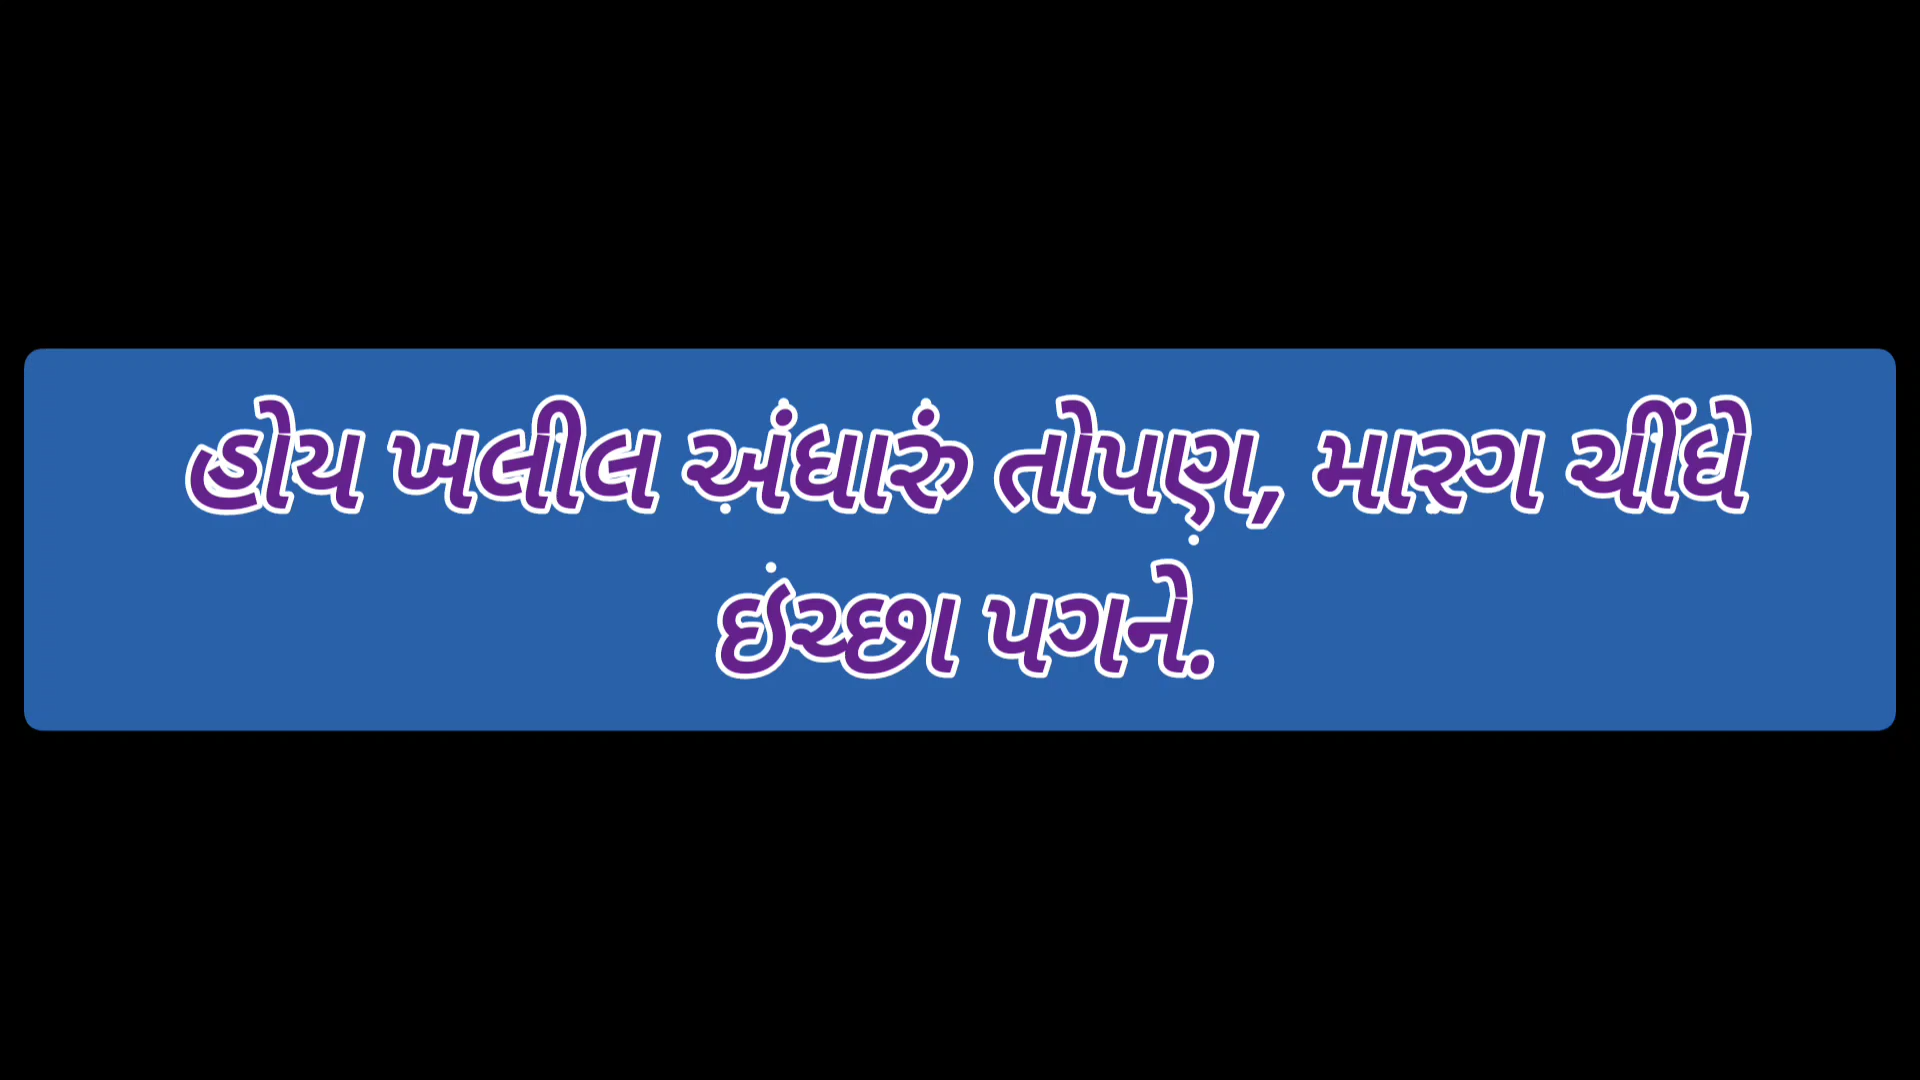 હોય ખલીલ અંધારું તોપણ, મારગ ચીંધે
ઇચ્છા પગને.